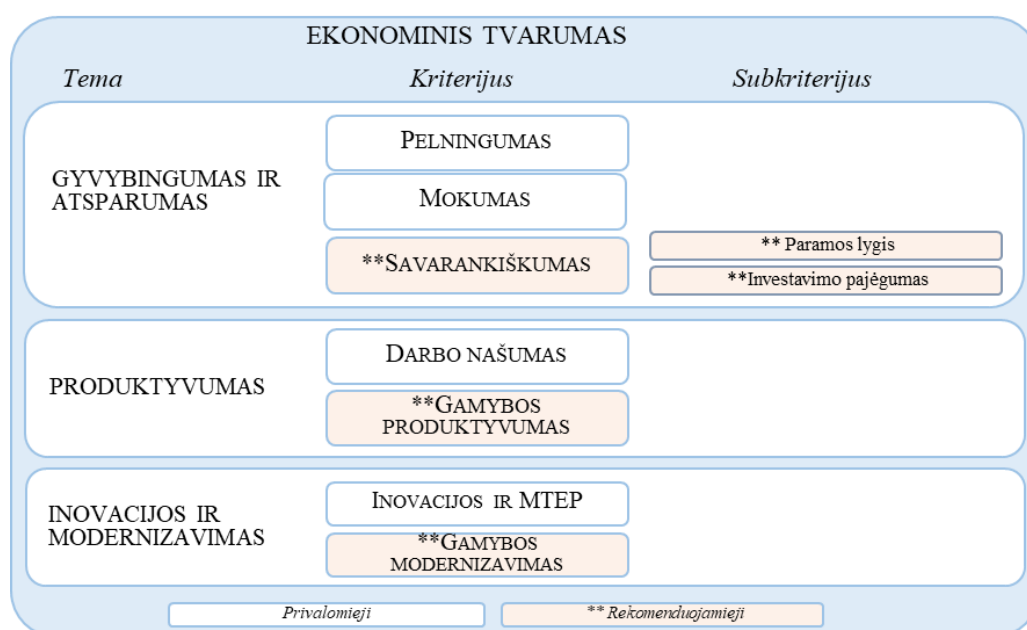 EKONOMINIS TVARUMAS
Tema Kriterijus Subkriterijus
GYVYBINGUMAS IR
ATSPARUMAS
PELNINGUMAS
MOKUMAS
**SAVARANKIŠKUMAS
** Paramos lygis
**Investavimo pajėgumas
PRODUKTYVUMAS
DARBO NAŠUMAS
**GAMYBOS
PRODUKTYVUMAS
INOVACIJOS IR
MODERNIZAVIMAS
INOVACIJOS IR MTEP
**GAMYBOS
MODERNIZAVIMAS
Privalomieji ** Rekomenduojamieji